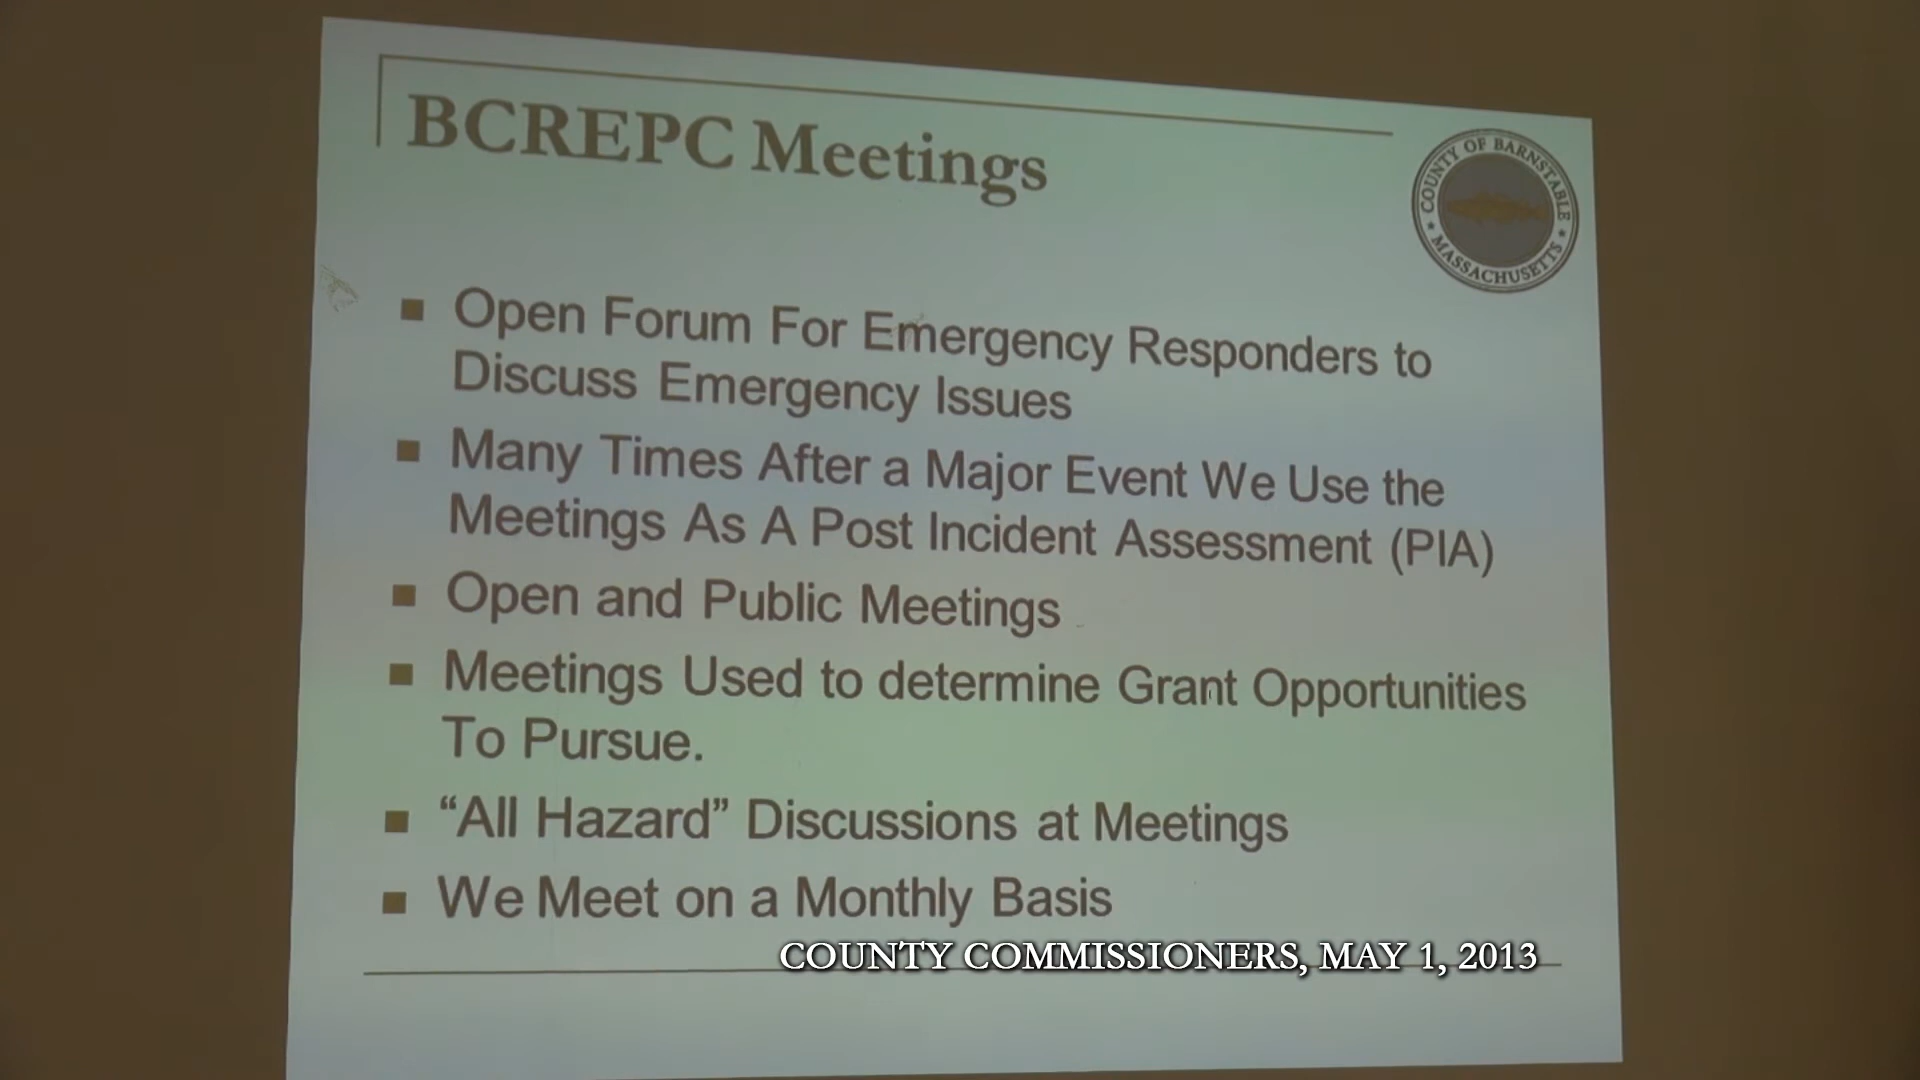 BCREPC Meetings
COUNTY OF BARNSTABLE
MASSACHUSETTS
Open Forum For Emergency Responders to
Discuss Emergency Issues
Many Times After a Major Event We Use the
Meetings As A Post Incident Assessment (PIA)
Open and Public Meetings
Meetings Used to determine Grant Opportunities
To Pursue.
“All Hazard” Discussions at Meetings
We Meet on a Monthly Basis
COUNTY COMMISSIONERS, MAY 1, 2013